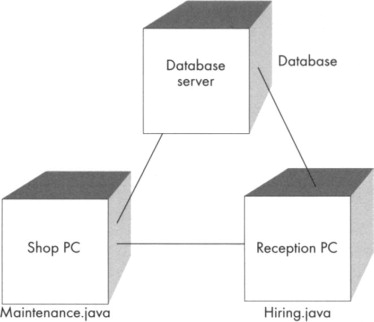 Database
server
Database
Shop PC
Reception PC
Maintenance.java
Hiring.java